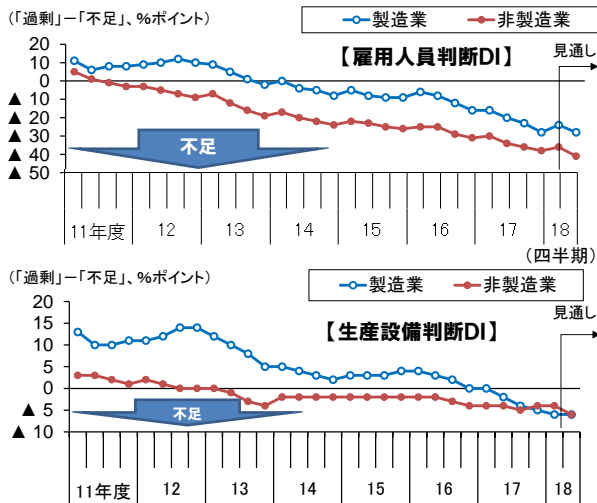 (「過剰」－「不足」、%ポイント)
製造業 非製造業
【雇用人員判断DI】
見通し
20
10
0
▲ 10
▲ 20
▲ 30
▲ 40
▲ 50
不足
11年度 12 13 14 15 16 17 18
(四半期)
(「過剰」－「不足」、%ポイント)
製造業 非製造業
【生産設備判断DI】
見通し
20
15
10
5
0
▲ 5
▲ 10
不足
11年度 12 13 14 15 16 17 18